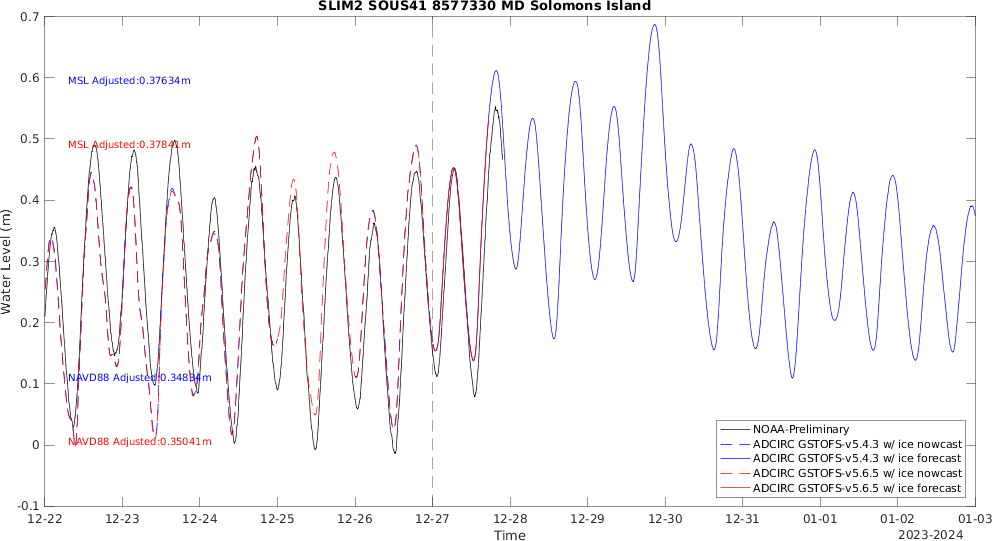 SLIM2 SOUS41 8577330 MD Solomons Island
0.7
0.6
0.5
0.4
0.3
0.2
0.1
0
-0.1
Water Level (m)
MSL Adjusted:0.37634m
MSL Adjusted:0.37841m
NAVD88 Adjusted:0.34834m
NAVD88 Adjusted:0.35041m
NOAA-Preliminary
ADCIRC GSTOFS-v5.4.3 w/ ice nowcast
ADCIRC GSTOFS-v5.4.3 w/ ice forecast
ADCIRC GSTOFS-v5.6.5 w/ ice nowcast
ADCIRC GSTOFS-v5.6.5 w/ ice forecast
12-22 12-23 12-24 12-25 12-26 12-27 12-28 12-29 12-30 12-31 01-01 01-02 01-03
Time
2023-2024